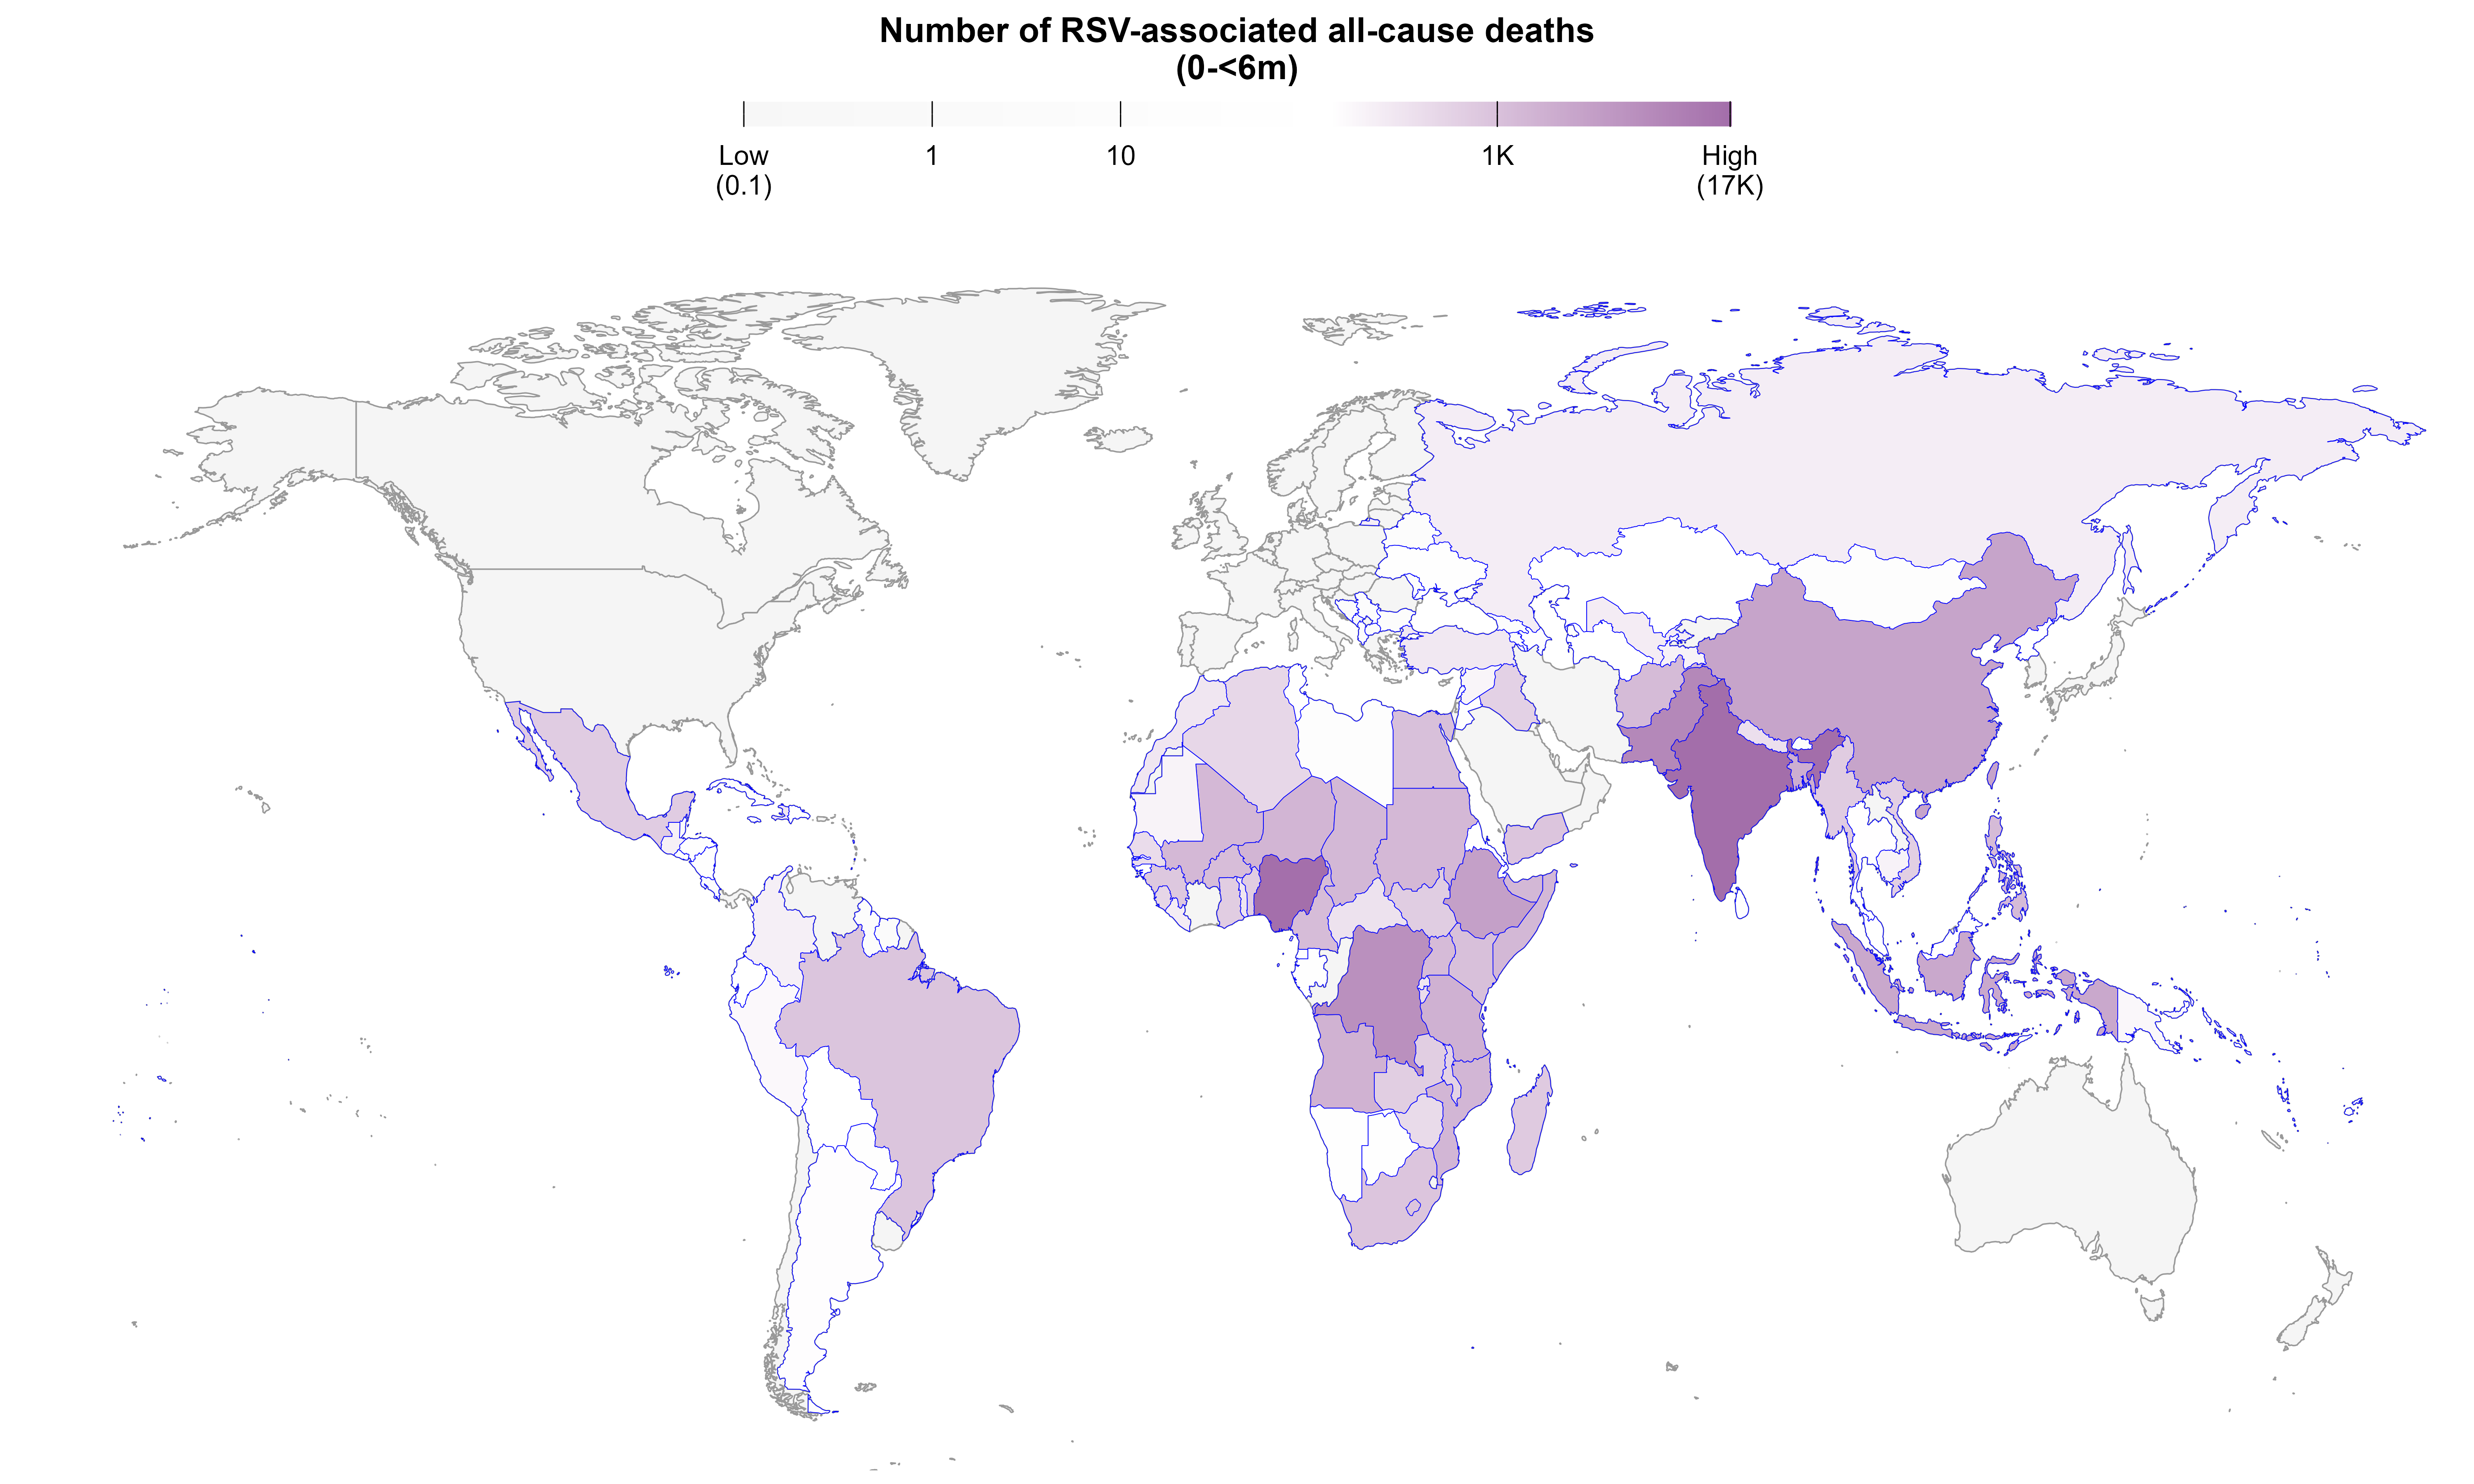 Number of RSV-associated all-cause deaths
(0-<6m)
Low 1 10 1K High
(0.1) (17K)